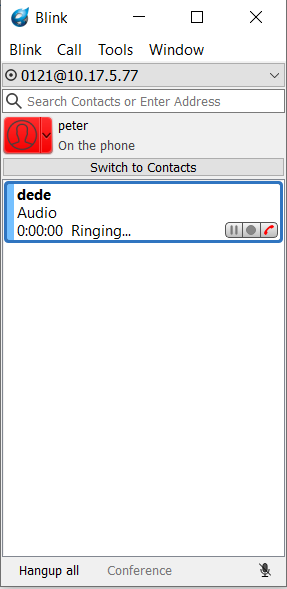 Blink
Blink Call Tools Window
0121@10.17.5.77
Search Contacts or Enter Address
peter
On the phone
Switch to Contacts
dede
Audio
0:00:00 Ringing...
Hangup all Conference